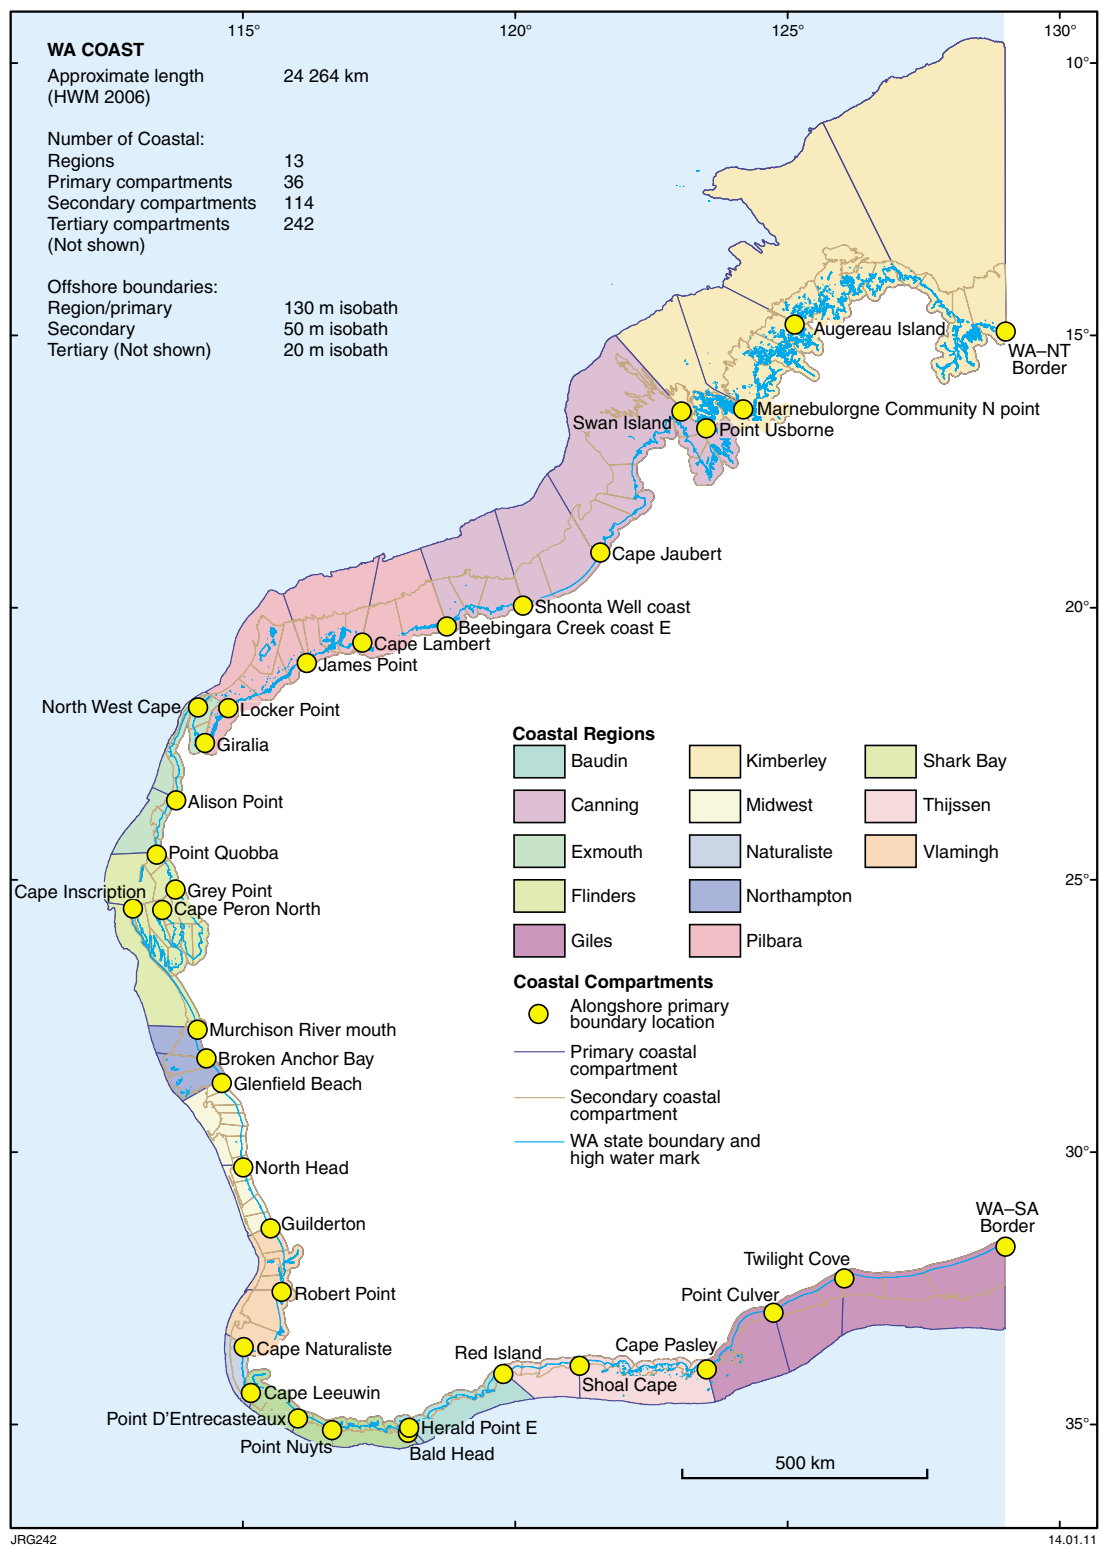 115°
120°
125°
130°
10°
15°
20°
25°
30°
35°
WA COAST
Approximate length 24 264 km
(HWM 2006)
Number of Coastal:
Regions 13
Primary compartments 36
Secondary compartments 114
Tertiary compartments 242
(Not shown)
Offshore boundaries:
Region/primary 130 m isobath
Secondary 50 m isobath
Tertiary (Not shown) 20 m isobath
Augereau Island
WA–NT
Border
Marnebulorgne Community N point
Swan Island
Point Usborne
Cape Jaubert
Shoonta Well coast
Beebingara Creek coast E
Cape Lambert
James Point
North West Cape
Locker Point
Giralia
Alison Point
Point Quobba
Cape Inscription
Grey Point
Cape Peron North
Murchison River mouth
Broken Anchor Bay
Glenfield Beach
North Head
Guilderton
Robert Point
Cape Naturaliste
Cape Leeuwin
Point D'Entrecasteaux
Point Nuyts
Herald Point E
Bald Head
Red Island
Shoal Cape
Cape Pasley
Point Culver
Twilight Cove
WA–SA
Border
Coastal Regions
Baudin
Kimberley
Shark Bay
Canning
Midwest
Thijssen
Exmouth
Naturaliste
Vlamingh
Flinders
Northampton
Giles
Pilbara
Coastal Compartments
Alongshore primary
boundary location
Primary coastal
compartment
Secondary coastal
compartment
WA state boundary and
high water mark
500 km
JRG242
14.01.11